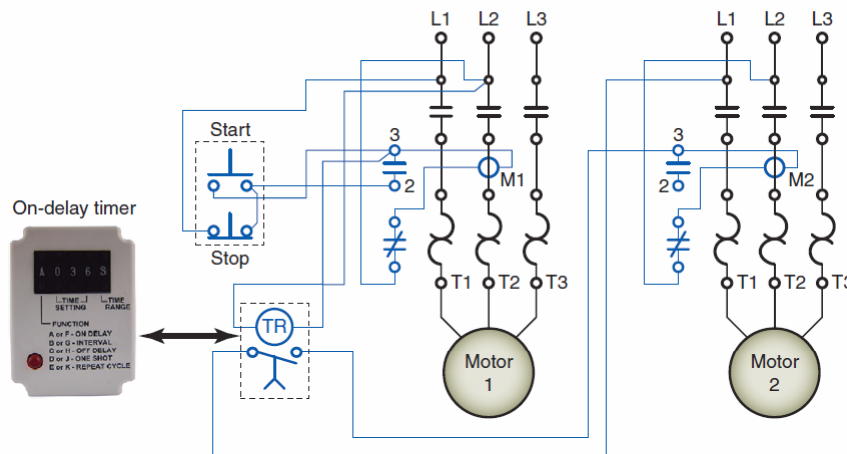 L1 L2 L3
L1 L2 L3
Start
3
2
M1
3
2
M2
On-delay timer
Stop
A 0 3 6 S
TIME SETTING
TIME RANGE
FUNCTION
A or F - ON DELAY
B or G - INTERVAL
C or H - OFF DELAY
D or J - ONE SHOT
E or K - REPEAT CYCLE
T1 T2 T3
T1 T2 T3
TR
Motor
1
Motor
2